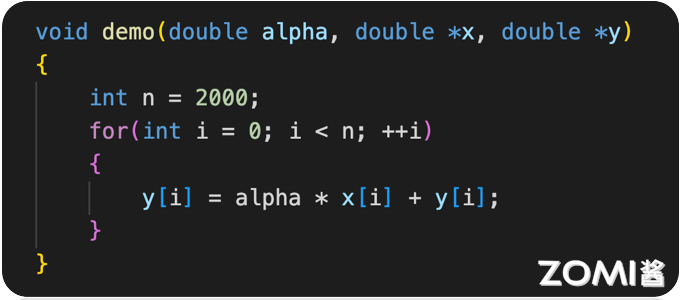 void demo(double alpha, double *x, double *y)
{
    int n = 2000;
    for(int i = 0; i < n; ++i)
    {
        y[i] = alpha * x[i] + y[i];
    }
}
ZOMI酱